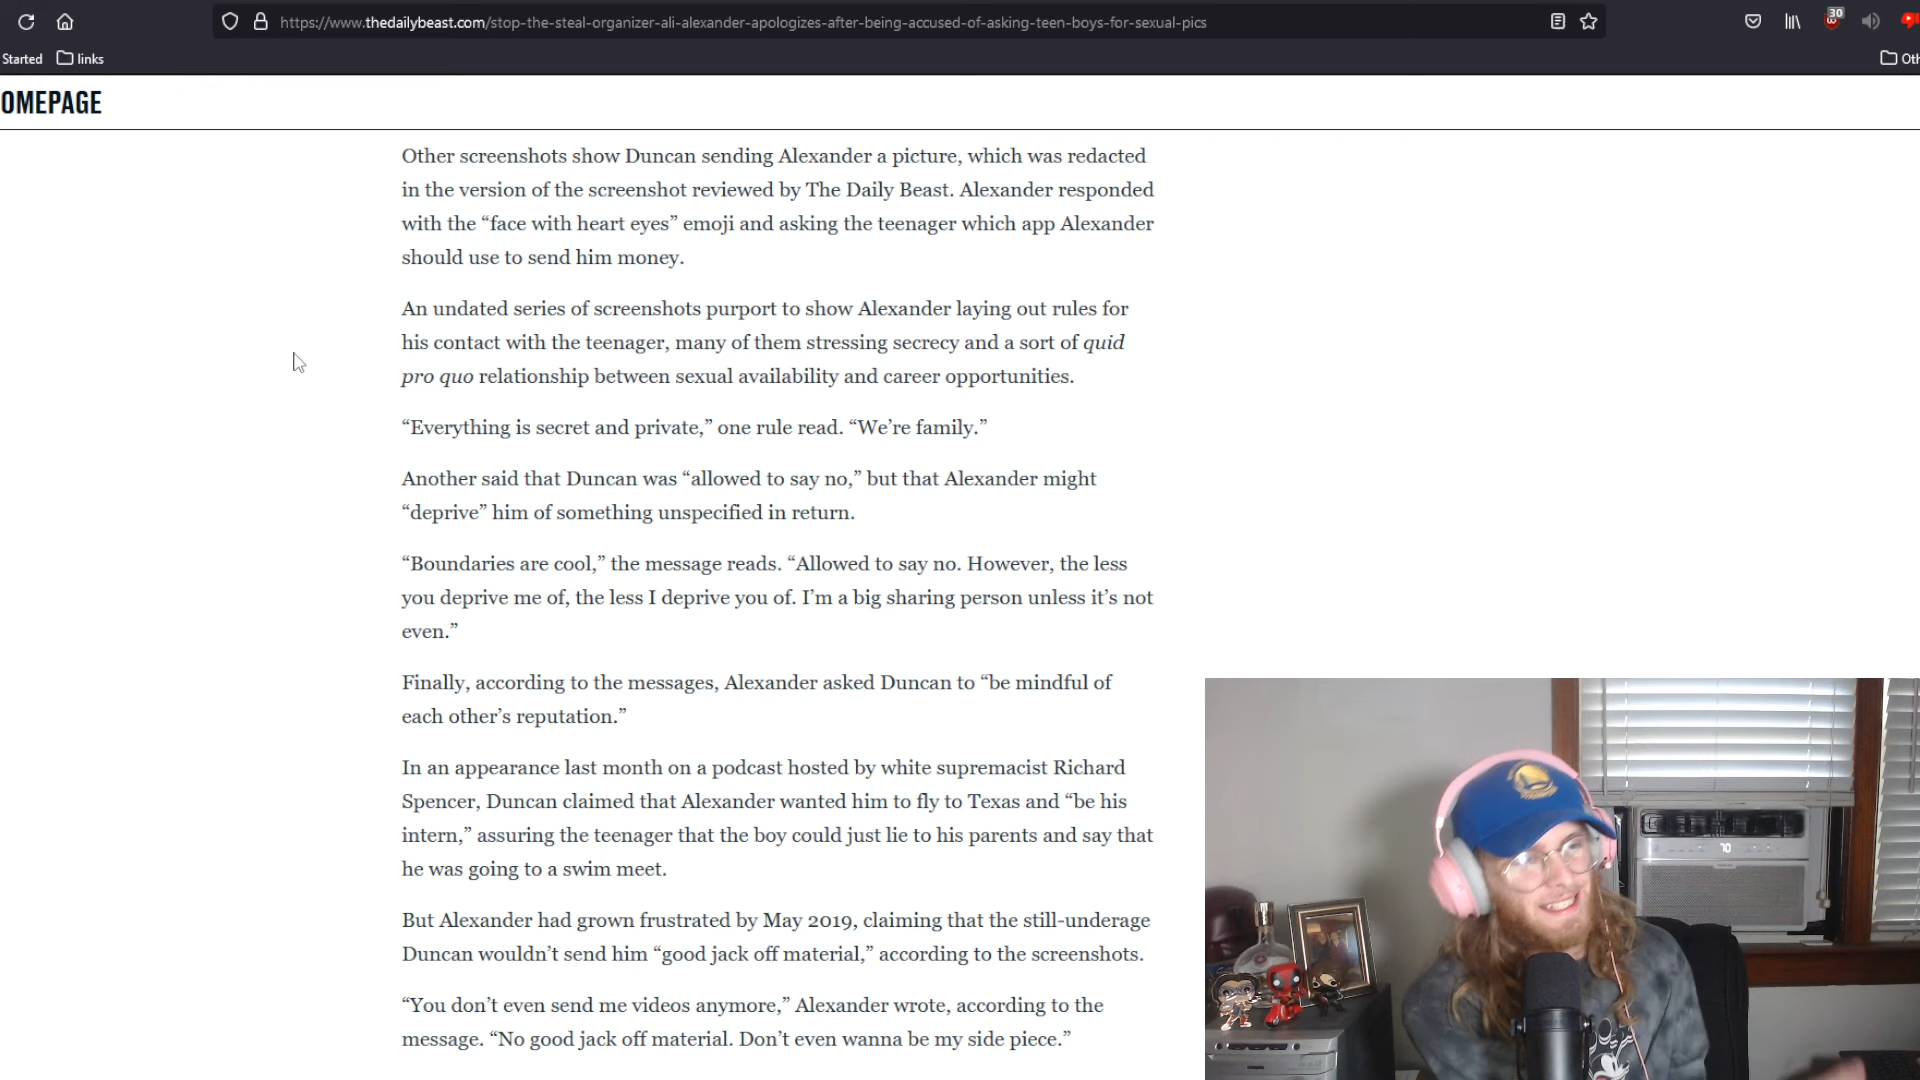 https://www.thedailybeast.com/stop-the-steal-organizer-ali-alexander-apologizes-after-being-accused-of-asking-teen-boys-for-sexual-pics
30
Started
links
Oth
OMEPAGE
Other screenshots show Duncan sending Alexander a picture, which was redacted
in the version of the screenshot reviewed by The Daily Beast. Alexander responded
with the “face with heart eyes” emoji and asking the teenager which app Alexander
should use to send him money.
An undated series of screenshots purport to show Alexander laying out rules for
his contact with the teenager, many of them stressing secrecy and a sort of quid
pro quo relationship between sexual availability and career opportunities.
“Everything is secret and private,” one rule read. “We’re family.”
Another said that Duncan was “allowed to say no,” but that Alexander might
“deprive” him of something unspecified in return.
“Boundaries are cool,” the message reads. “Allowed to say no. However, the less
you deprive me of, the less I deprive you of. I’m a big sharing person unless it’s not
even.”
Finally, according to the messages, Alexander asked Duncan to “be mindful of
each other’s reputation.”
In an appearance last month on a podcast hosted by white supremacist Richard
Spencer, Duncan claimed that Alexander wanted him to fly to Texas and “be his
intern,” assuring the teenager that the boy could just lie to his parents and say that
he was going to a swim meet.
But Alexander had grown frustrated by May 2019, claiming that the still-underage
Duncan wouldn’t send him “good jack off material,” according to the screenshots.
“You don’t even send me videos anymore,” Alexander wrote, according to the
message. “No good jack off material. Don’t even wanna be my side piece.”
70